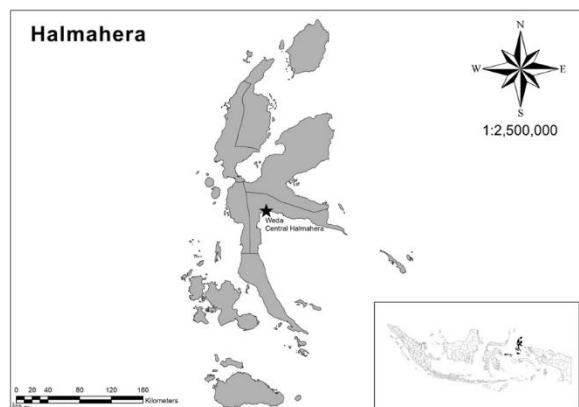 Halmahera
N
W E
S
1:2,500,000
Weda
Central Halmahera
0 20 40 80 120 160
Kilometers